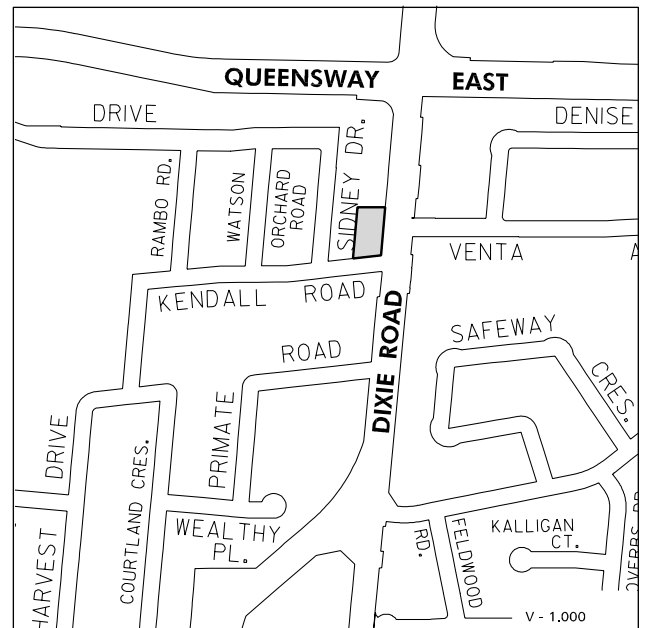 QUEENSWAY EAST
DRIVE
DENISE
RAMBO RD.
WATSON
ORCHARD
ROAD
SIDNEY DR.
VENTA
KENDALL ROAD
DIXIE ROAD
ROAD
PRIMATE
SAFEWAY
CRES.
DRIVE
HARVEST
COURTLAND CRES.
WEALTHY
PL.
RD.
FELDWOOD
KALLIGAN
CT.
V - 1.000